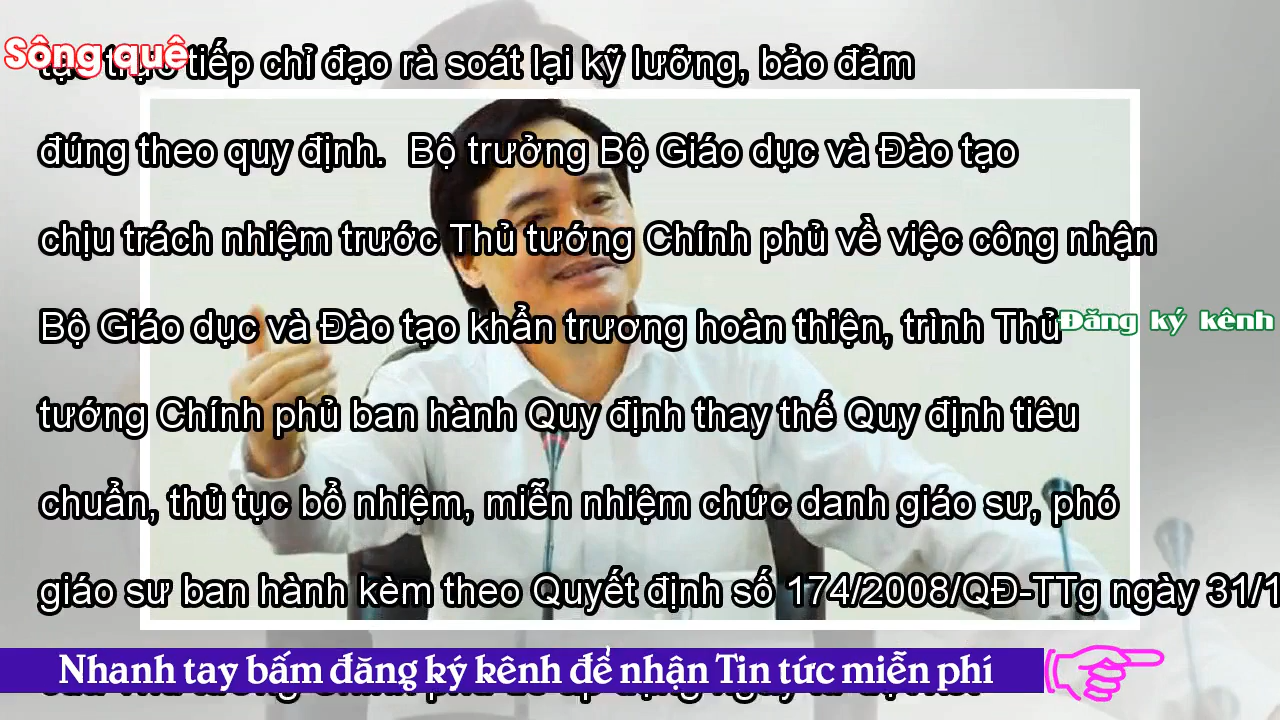 Sông quê
trực tiếp chỉ đạo rà soát lại kỹ lưỡng, bảo đảm
đúng theo quy định. Bộ trưởng Bộ Giáo dục và Đào tạo
chịu trách nhiệm trước Thủ tướng Chính phủ về việc công nhận
Bộ Giáo dục và Đào tạo khẩn trương hoàn thiện, trình Thủ
Đăng ký kênh
tướng Chính phủ ban hành Quy định thay thế Quy định tiêu
chuẩn, thủ tục bổ nhiệm, miễn nhiệm chức danh giáo sư, phó
giáo sư ban hành kèm theo Quyết định số 174/2008/QĐ-TTg ngày 31/1
Nhanh tay bấm đăng ký kênh để nhận Tin tức miễn phí